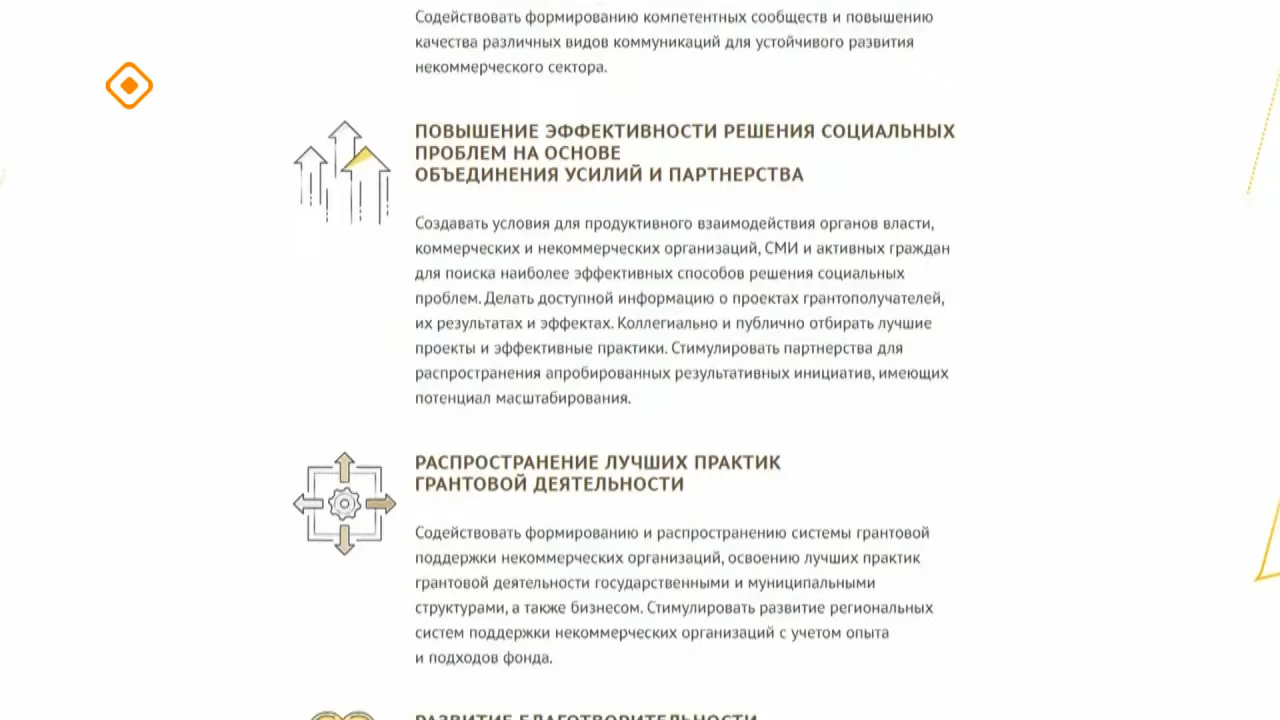 Содействовать формированию компетентных сообществ и повышению
качества различных видов коммуникаций для устойчивого развития
некоммерческого сектора.
ПОВЫШЕНИЕ ЭФФЕКТИВНОСТИ РЕШЕНИЯ СОЦИАЛЬНЫХ
ПРОБЛЕМ НА ОСНОВЕ
ОБЪЕДИНЕНИЯ УСИЛИЙ И ПАРТНЕРСТВА
Создавать условия для продуктивного взаимодействия органов власти,
коммерческих и некоммерческих организаций, СМИ и активных граждан
для поиска наиболее эффективных способов решения социальных
проблем. Делать доступной информацию о проектах грантополучателей,
их результатах и эффектах. Коллегиально и публично отбирать лучшие
проекты и эффективные практики. Стимулировать партнерства для
распространения апробированных результативных инициатив, имеющих
потенциал масштабирования.
РАСПРОСТРАНЕНИЕ ЛУЧШИХ ПРАКТИК
ГРАНТОВОЙ ДЕЯТЕЛЬНОСТИ
Содействовать формированию и распространению системы грантовой
поддержки некоммерческих организаций, освоению лучших практик
грантовой деятельности государственными и муниципальными
структурами, а также бизнесом. Стимулировать развитие региональных
систем поддержки некоммерческих организаций с учетом опыта
и подходов фонда.
РАЗВИТИЕ БЛАГОТВОРИТЕЛЬНОСТИ